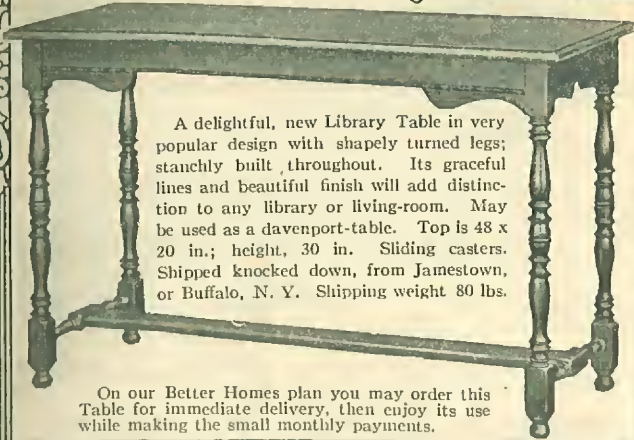 A delightful, new Library Table in very
popular design with shapely turned legs;
stanchly built throughout. Its graceful
lines and beautiful finish will add distinc-
tion to any library or living-room. May
be used as a davenport-table. Top is 48 x
20 in.; height, 30 in. Sliding casters.
Shipped knocked down, from Jamestown,
or Buffalo, N. Y. Shipping weight 80 lbs.
On our Better Homes plan you may order this
Table for immediate delivery, then enjoy its use
while making the small monthly payments.